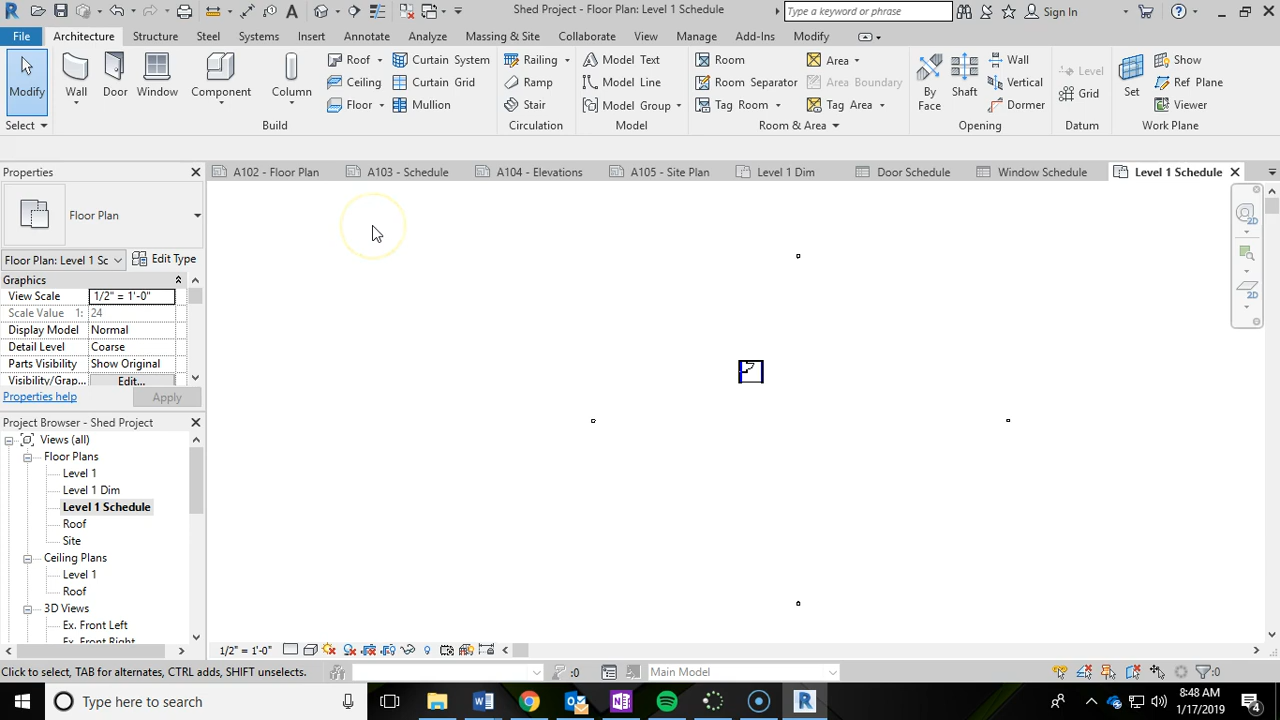 Shed Project - Floor Plan: Level 1 Schedule
Type a keyword or phrase
Sign In
File
Architecture
Structure
Steel
Systems
Insert
Annotate
Analyze
Massing & Site
Collaborate
View
Manage
Add-Ins
Modify
Modify
Select
Wall
Door
Window
Component
Column
Roof
Ceiling
Floor
Curtain System
Curtain Grid
Mullion
Build
Railing
Ramp
Stair
Circulation
Model Text
Model Line
Model Group
Model
Room
Room Separator
Tag Room
Area
Area Boundary
Tag Area
Room & Area
By Face
Shaft
Wall
Vertical
Dormer
Opening
Level
Grid
Datum
Set
Show
Ref Plane
Viewer
Work Plane
Properties
A102 - Floor Plan
A103 - Schedule
A104 - Elevations
A105 - Site Plan
Level 1 Dim
Door Schedule
Window Schedule
Level 1 Schedule
Floor Plan
Floor Plan: Level 1 Sc
Edit Type
Graphics
View Scale 1/2" = 1'-0"
Scale Value 1: 24
Display Model Normal
Detail Level Coarse
Parts Visibility Show Original
Visibility/Grap... Edit...
Properties help
Apply
Project Browser - Shed Project
Views (all)
Floor Plans
Level 1
Level 1 Dim
Level 1 Schedule
Roof
Site
Ceiling Plans
Level 1
Roof
3D Views
Ex. Front Left
Ex. Front Right
2D
2D
1/2" = 1'-0"
Click to select, TAB for alternates, CTRL adds, SHIFT unselects.
:0
Main Model
:0
Type here to search
8:48 AM
1/17/2019
4